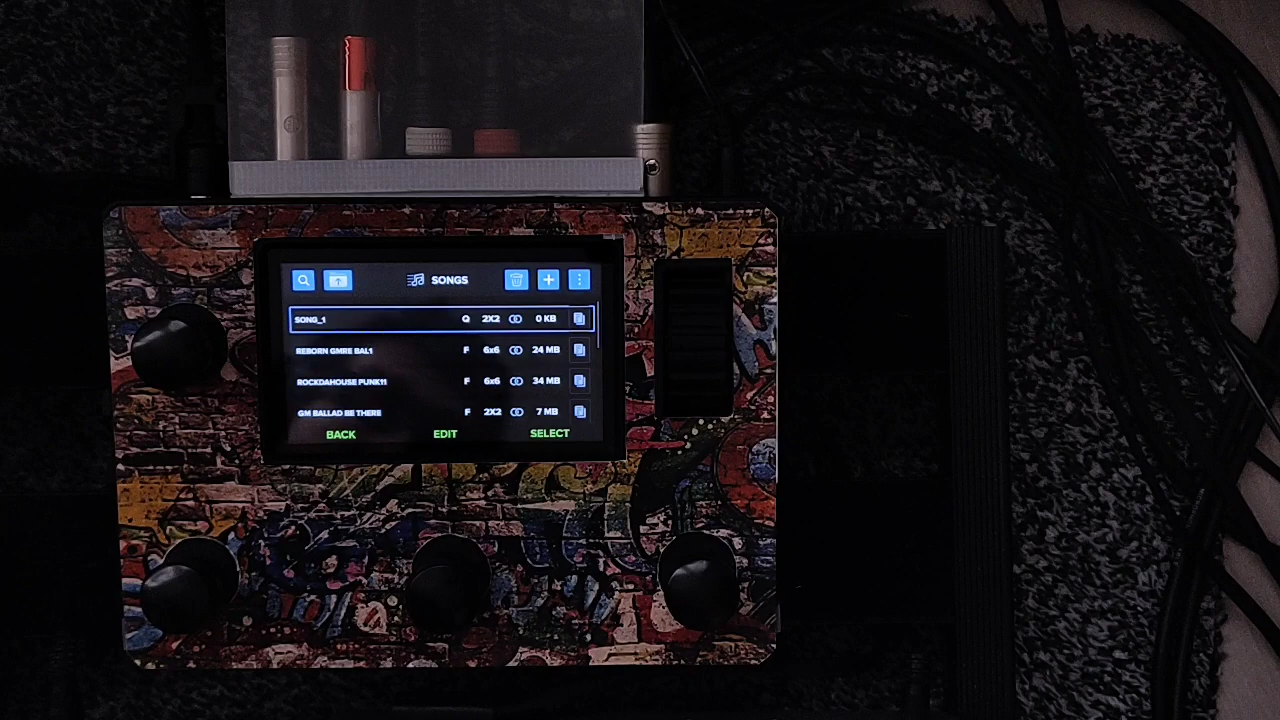 SONGS
SONG_1 Q 2X2 0 KB
REBORN GMRE BAL1 F 6x6 24 MB
ROCKDAHOUSE PUNK11 F 6x6 34 MB
GM BALLAD BE THERE F 2X2 7 MB
BACK EDIT SELECT